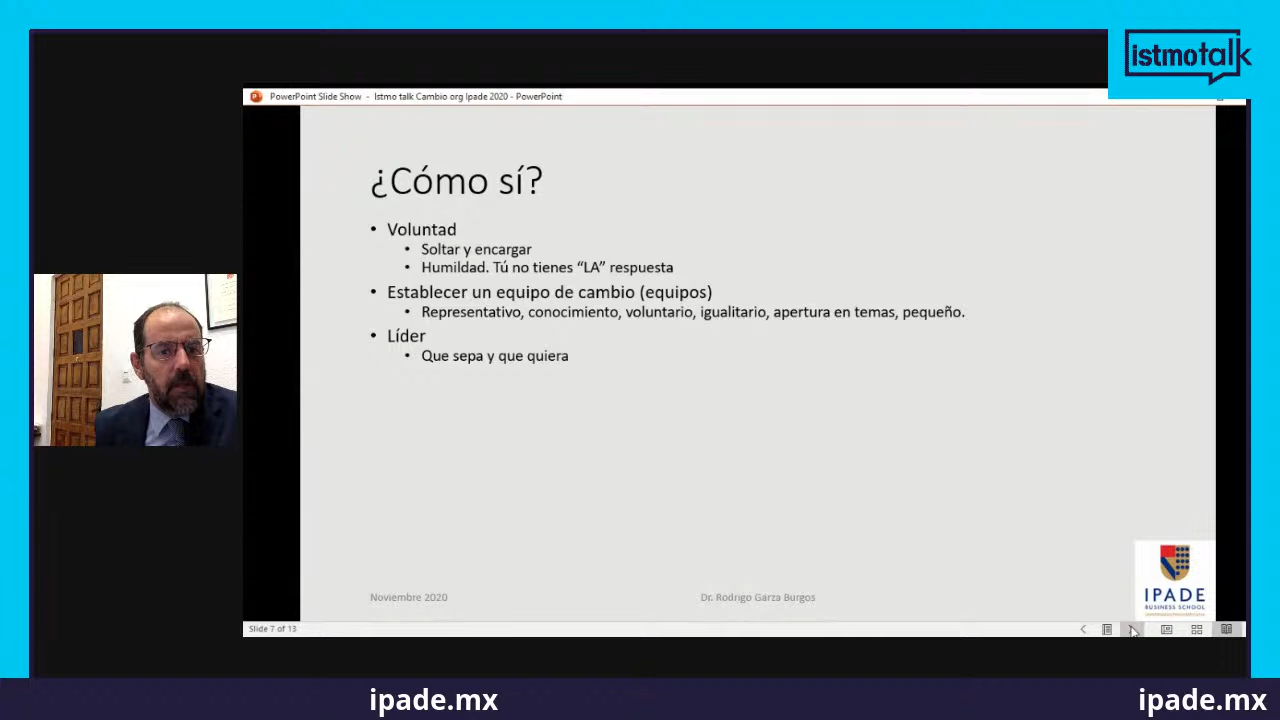 istmotalk
PowerPoint Slide Show - Istmo talk Cambio org Ipade 2020 - PowerPoint
¿Cómo sí?
• Voluntad
• Soltar y encargar
• Humildad. Tú no tienes “LA” respuesta
• Establecer un equipo de cambio (equipos)
• Representativo, conocimiento, voluntario, igualitario, apertura en temas, pequeño.
• Líder
• Que sepa y que quiera
Noviembre 2020
Dr. Rodrigo Garza Burgos
IPADE
BUSINESS SCHOOL
Slide 7 of 13
ipade.mx
ipade.mx